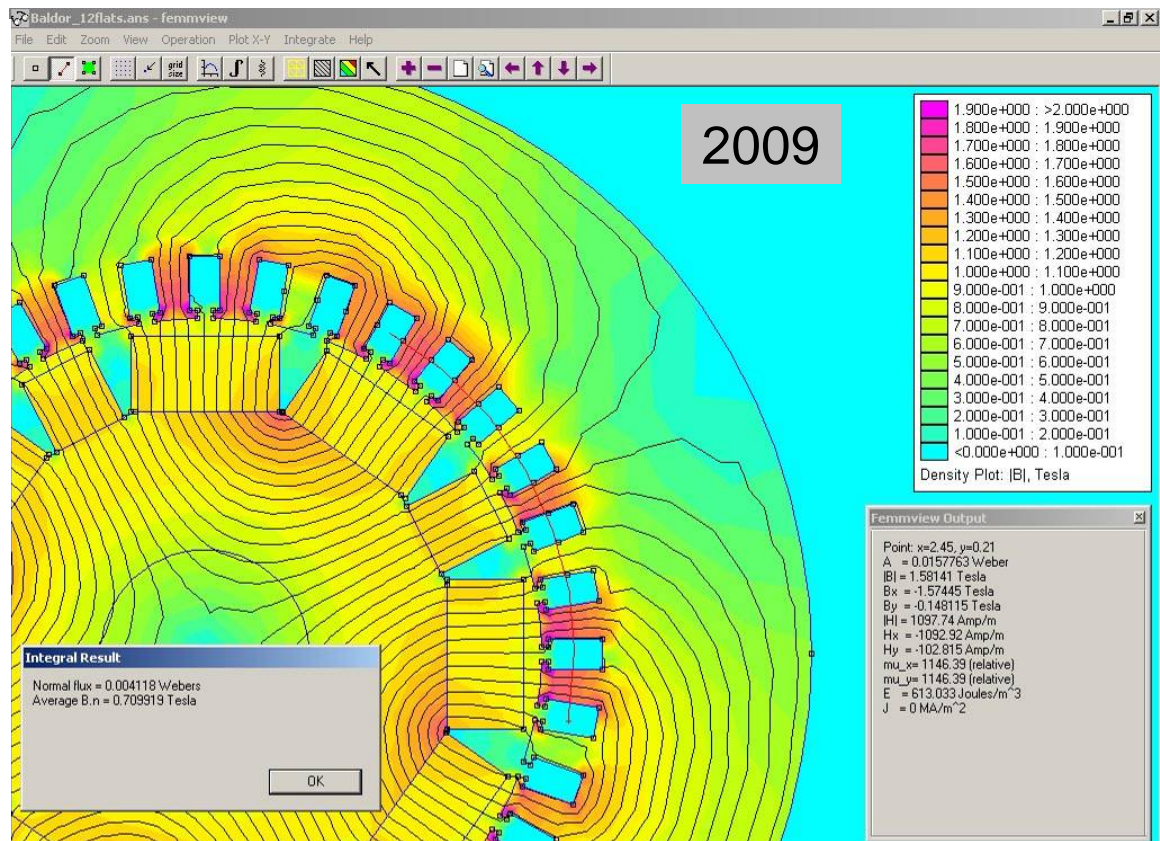 Baldor_12flats.ans - femmview
File Edit Zoom View Operation Plot X-Y Integrate Help
grid size
2009
1.900e+000 : >2.000e+000
1.800e+000 : 1.900e+000
1.700e+000 : 1.800e+000
1.600e+000 : 1.700e+000
1.500e+000 : 1.600e+000
1.400e+000 : 1.500e+000
1.300e+000 : 1.400e+000
1.200e+000 : 1.300e+000
1.100e+000 : 1.200e+000
1.000e+000 : 1.100e+000
9.000e-001 : 1.000e+000
8.000e-001 : 9.000e-001
7.000e-001 : 8.000e-001
6.000e-001 : 7.000e-001
5.000e-001 : 6.000e-001
4.000e-001 : 5.000e-001
3.000e-001 : 4.000e-001
2.000e-001 : 3.000e-001
1.000e-001 : 2.000e-001
<0.000e+000 : 1.000e-001
Density Plot: |B|, Tesla
Femmview Output
Point: x=2.45, y=0.21
A = 0.0157763 Weber
|B| = 1.58141 Tesla
Bx = -1.57445 Tesla
By = -0.148115 Tesla
|H| = 1097.74 Amp/m
Hx = -1092.92 Amp/m
Hy = -102.815 Amp/m
mu_x= 1146.39 (relative)
mu_y= 1146.39 (relative)
E = 613.033 Joules/m^3
J = 0 MA/m^2
Integral Result
Normal flux = 0.004118 Webers
Average B.n = 0.709919 Tesla
OK